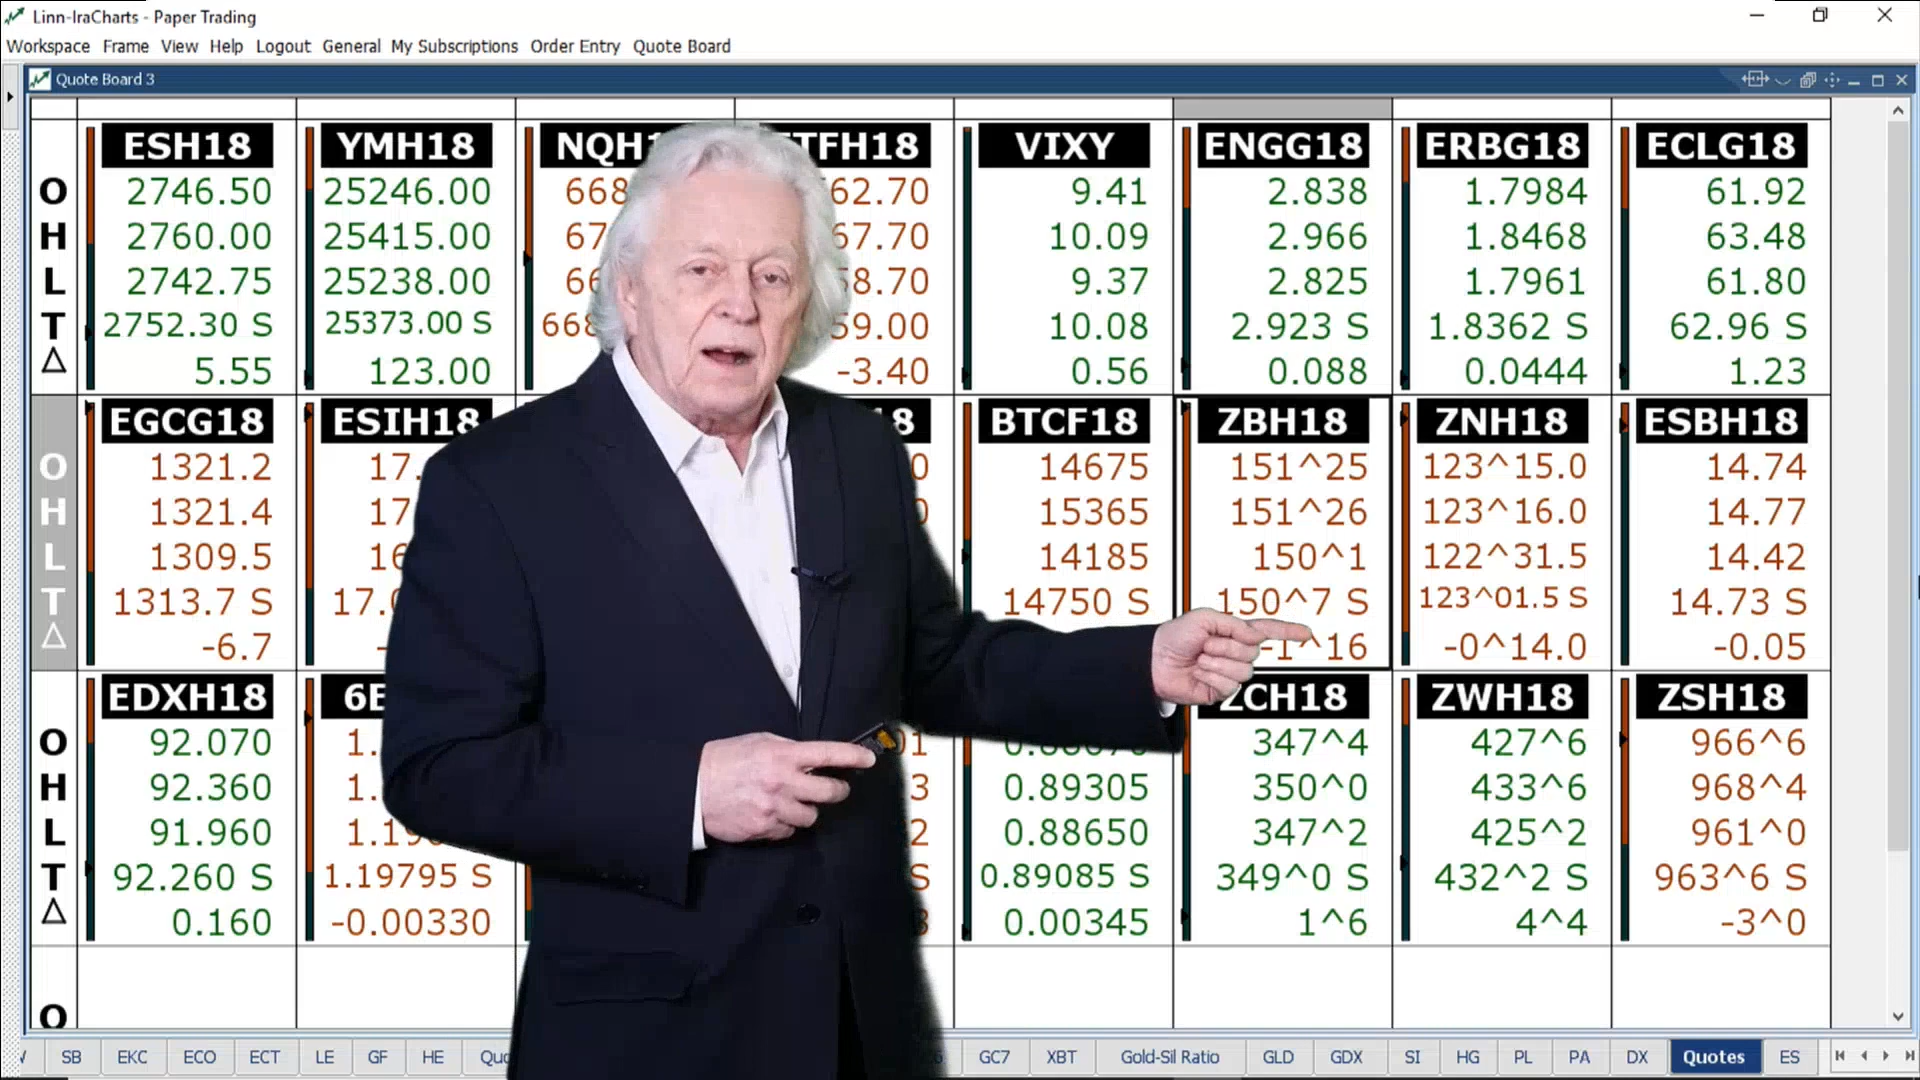 Linn-IraCharts - Paper Trading
Workspace Frame View Help Logout General My Subscriptions Order Entry Quote Board
Quote Board 3
ESH18 YMH18 VIXY ENGG18 ERBG18 ECLG18
O 2746.50 25246.00 9.41 2.838 1.7984 61.92
H 2760.00 25415.00 10.09 2.966 1.8468 63.48
L 2742.75 25238.00 9.37 2.825 1.7961 61.80
T 2752.30 S 25373.00 S 10.08 2.923 S 1.8362 S 62.96 S
△ 5.55 123.00 -3.40 0.56 0.088 0.0444 1.23
EGCG18 ESIH18 BTCF18 ZBH18 ZNH18 ESBH18
O 1321.2 14675 151^25 123^15.0 14.74
H 1321.4 15365 151^26 123^16.0 14.77
L 1309.5 14185 150^1 122^31.5 14.42
T 1313.7 S 14750 S 150^7 S 123^01.5 S 14.73 S
△ -6.7 -1^16 -0^14.0 -0.05
EDXH18 ZCH18 ZWH18 ZSH18
O 92.070 347^4 427^6 966^6
H 92.360 0.89305 350^0 433^6 968^4
L 91.960 0.88650 347^2 425^2 961^0
T 92.260 S 1.19795 S 0.89085 S 349^0 S 432^2 S 963^6 S
△ 0.160 -0.00330 0.00345 1^6 4^4 -3^0
O
SB EKC ECO ECT LE GF HE GC7 XBT Gold-Sil Ratio GLD GDX SI HG PL PA DX Quotes ES